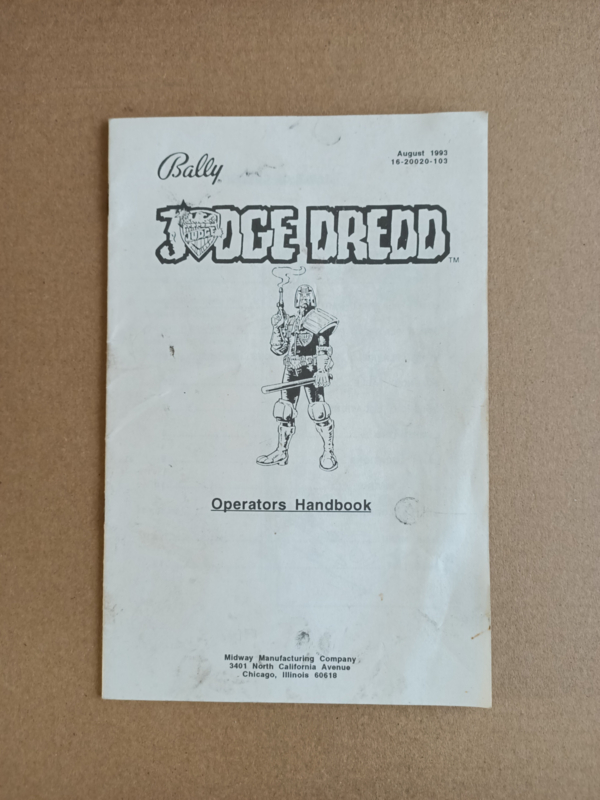 Bally
August 1993
16-20020-103
JUDGE DREDD
TM
Operators Handbook
Midway Manufacturing Company
3401 North California Avenue
Chicago, Illinois 60618